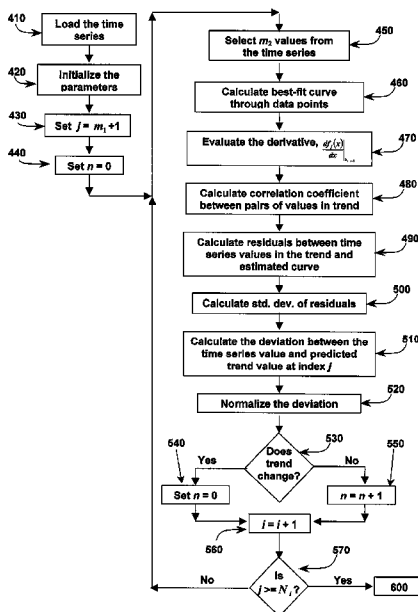 410
Load the time
series
420
Initialize the
parameters
430
Set j = m₁ +1
440
Set n = 0
450
Select m₂ values from
the time series
460
Calculate best-fit curve
through data points
470
Evaluate the derivative,
480
Calculate correlation coefficient
between pairs of values in trend
490
Calculate residuals between time
series values in the trend and
estimated curve
500
Calculate std. dev. of residuals
510
Calculate the deviation between the
time series value and predicted
trend value at index j
520
Normalize the deviation
530
Does
trend
change?
Yes
No
540
Set n = 0
550
n = n + 1
560
i = i + 1
570
Is
j >= N
?
No
Yes
600